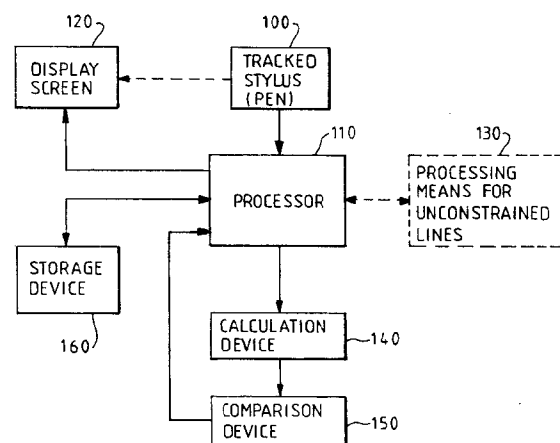 120
DISPLAY
SCREEN
100
TRACKED
STYLUS
(PEN)
110
PROCESSOR
130
PROCESSING
MEANS FOR
UNCONSTRAINED
LINES
STORAGE
DEVICE
160
CALCULATION
DEVICE
140
COMPARISON
DEVICE
150